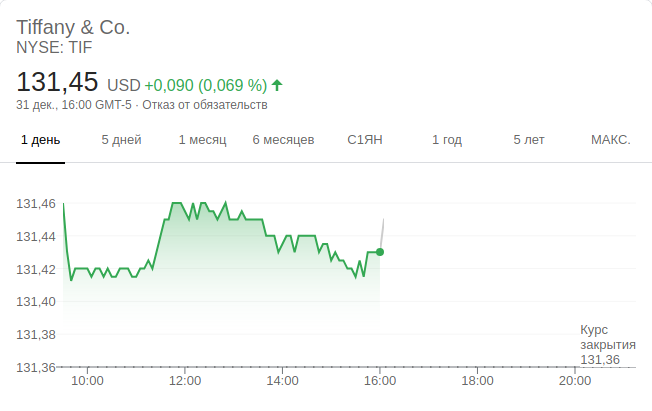 Tiffany & Co.
NYSE: TIF
131,45 USD +0,090 (0,069 %)
31 дек., 16:00 GMT-5 · Отказ от обязательств
1 день 5 дней 1 месяц 6 месяцев С1ЯН 1 год 5 лет МАКС.
131,46
131,44
131,42
131,40
131,38
131,36
Курс
закрытия
131,36
10:00 12:00 14:00 16:00 18:00 20:00